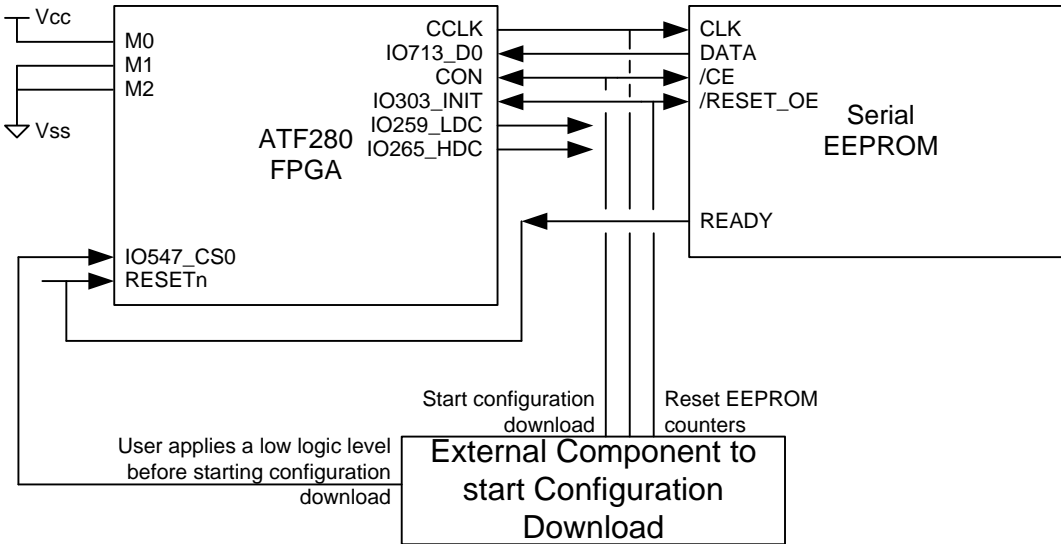 Vcc
M0
M1
M2
Vss
ATF280
FPGA
CCLK
IO713_D0
CON
IO303_INIT
IO259_LDC
IO265_HDC
IO547_CS0
RESETn
CLK
DATA
/CE
/RESET_OE
Serial
EEPROM
READY
Start configuration
download
Reset EEPROM
counters
User applies a low logic level
before starting configuration
download
External Component to
start Configuration
Download